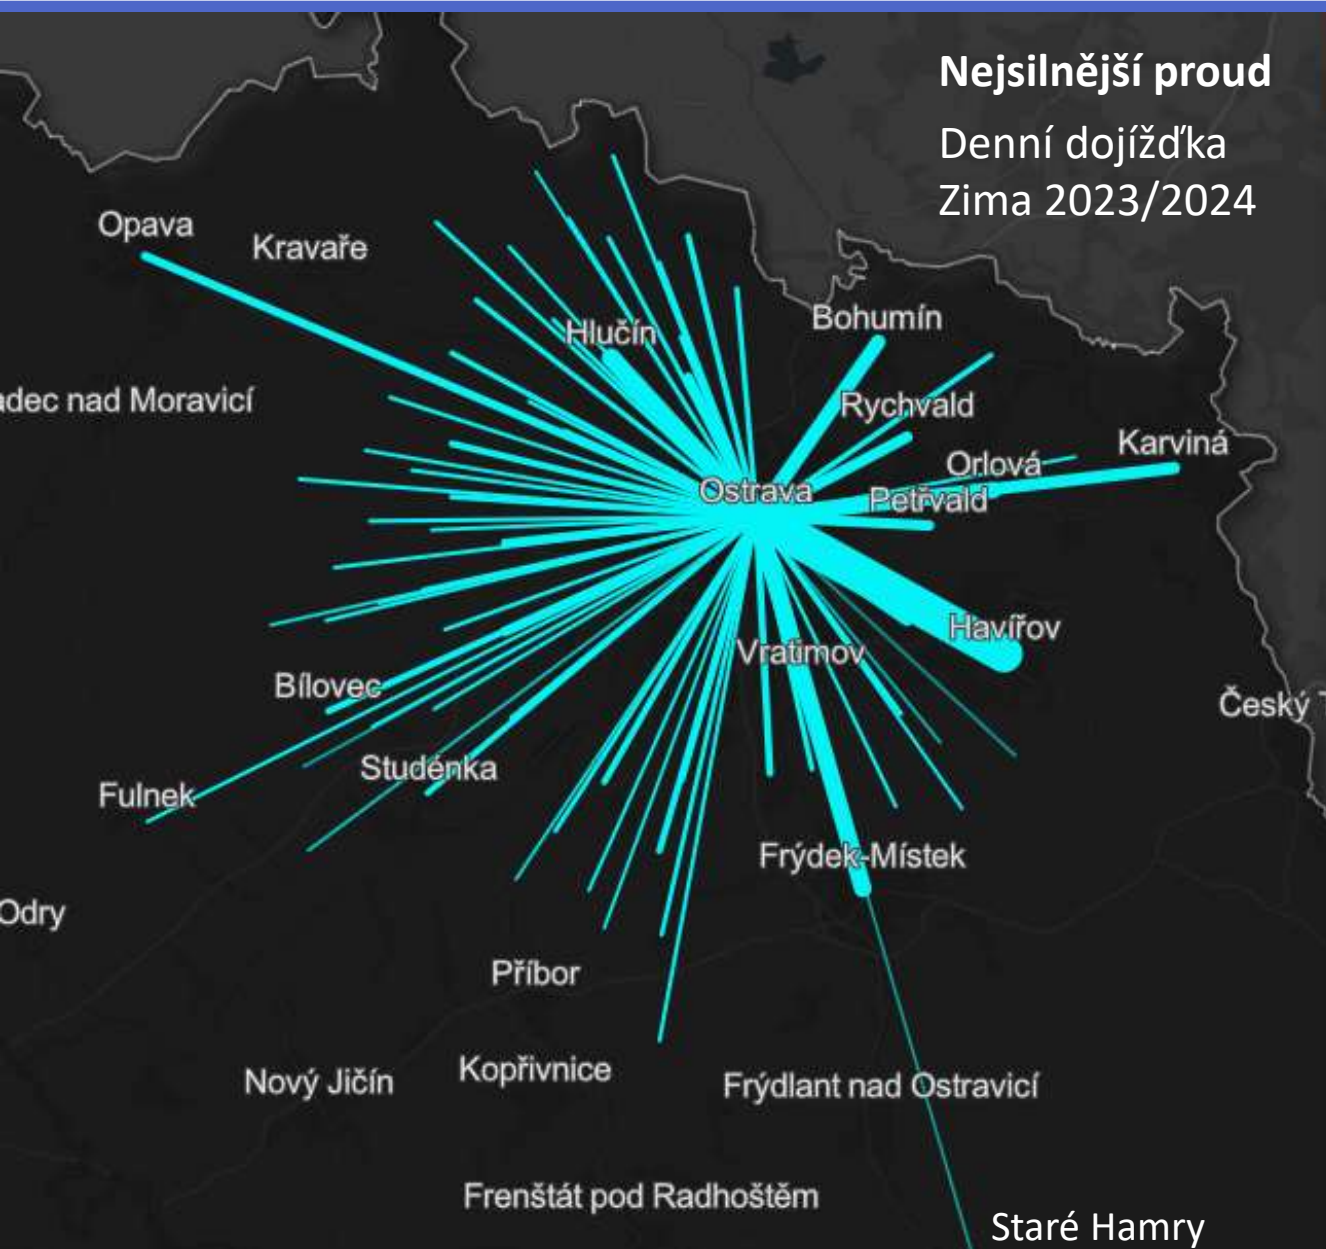 Nejsilnější proud
Denní dojížďka
Zima 2023/2024
Opava
Kravaře
Hlučín
Bohumín
adec nad Moravicí
Rychvald
Karviná
Orlová
Ostrava
Petřvald
Havířov
Vratimov
Bílovec
Český T
Studénka
Fulnek
Frýdek-Místek
Odry
Příbor
Kopřivnice
Nový Jičín
Frýdlant nad Ostravicí
Frenštát pod Radhoštěm
Staré Hamry